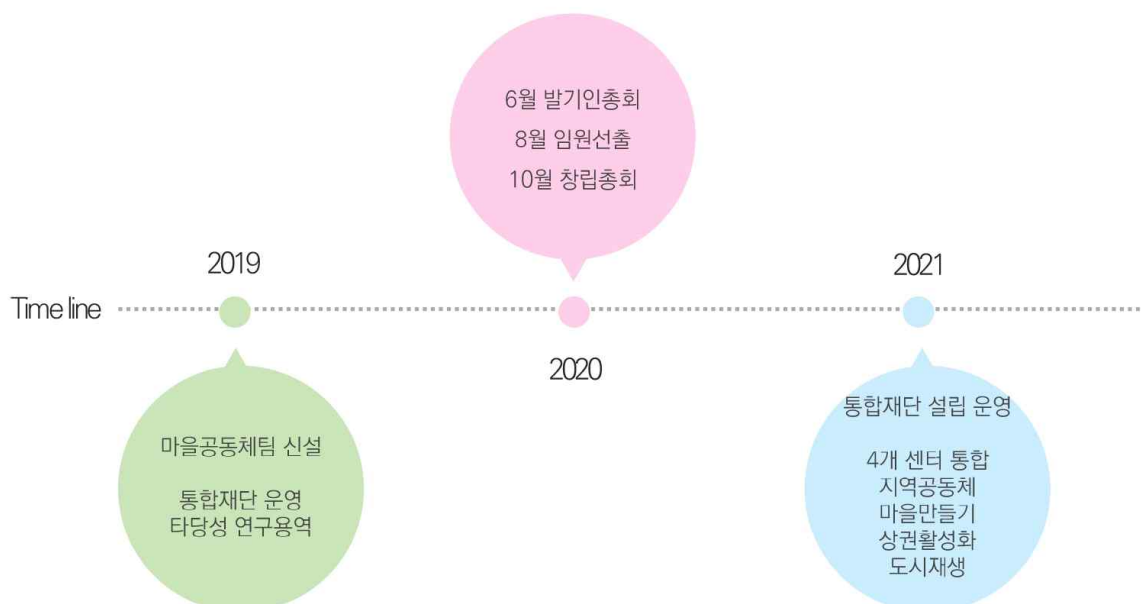 6월 발기인총회
8월 임원선출
10월 창립총회
2019
2021
Time line
2020
마을공동체팀 신설
통합재단 운영
타당성 연구용역
통합재단 설립 운영
4개 센터 통합
지역공동체
마을만들기
상권활성화
도시재생